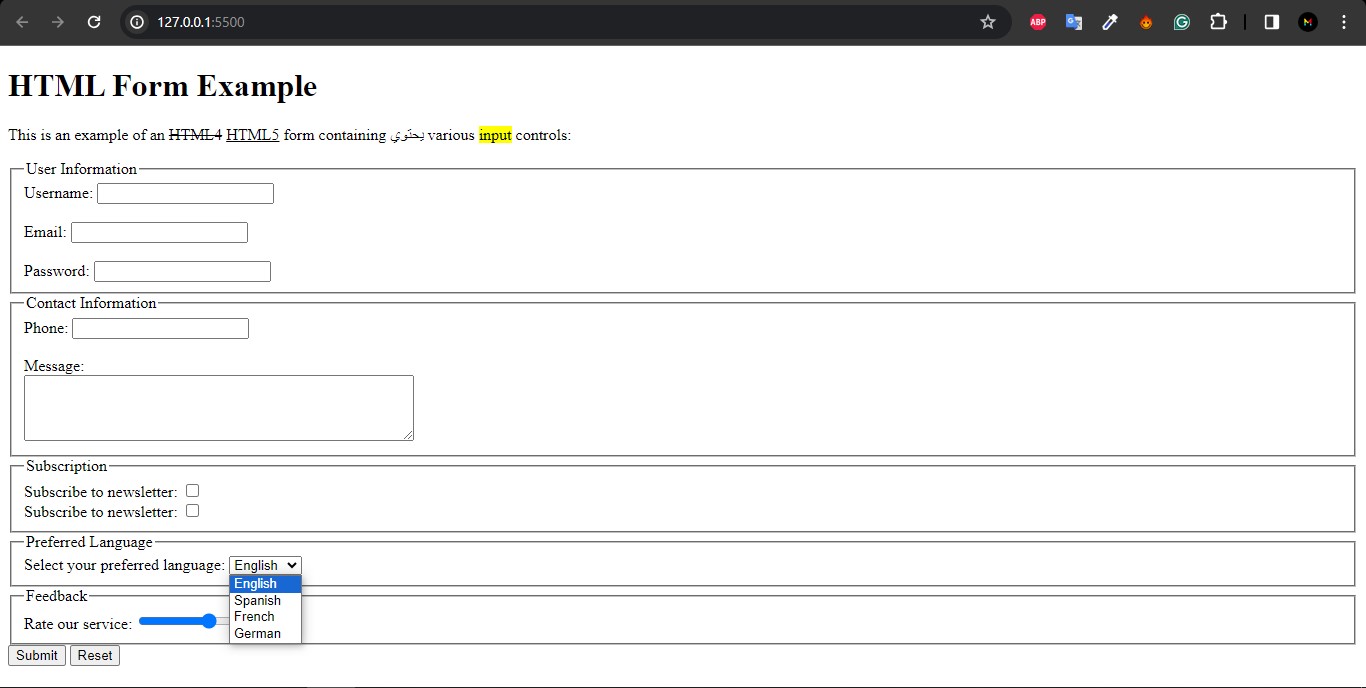 127.0.0.1:5500
ABP
HTML Form Example
This is an example of an HTML4 HTML5 form containing يحتوي various input controls:
User Information
Username:
Email:
Password:
Contact Information
Phone:
Message:
Subscription
Subscribe to newsletter:
Subscribe to newsletter:
Preferred Language
Select your preferred language: English
English
Spanish
French
German
Feedback
Rate our service:
Submit Reset